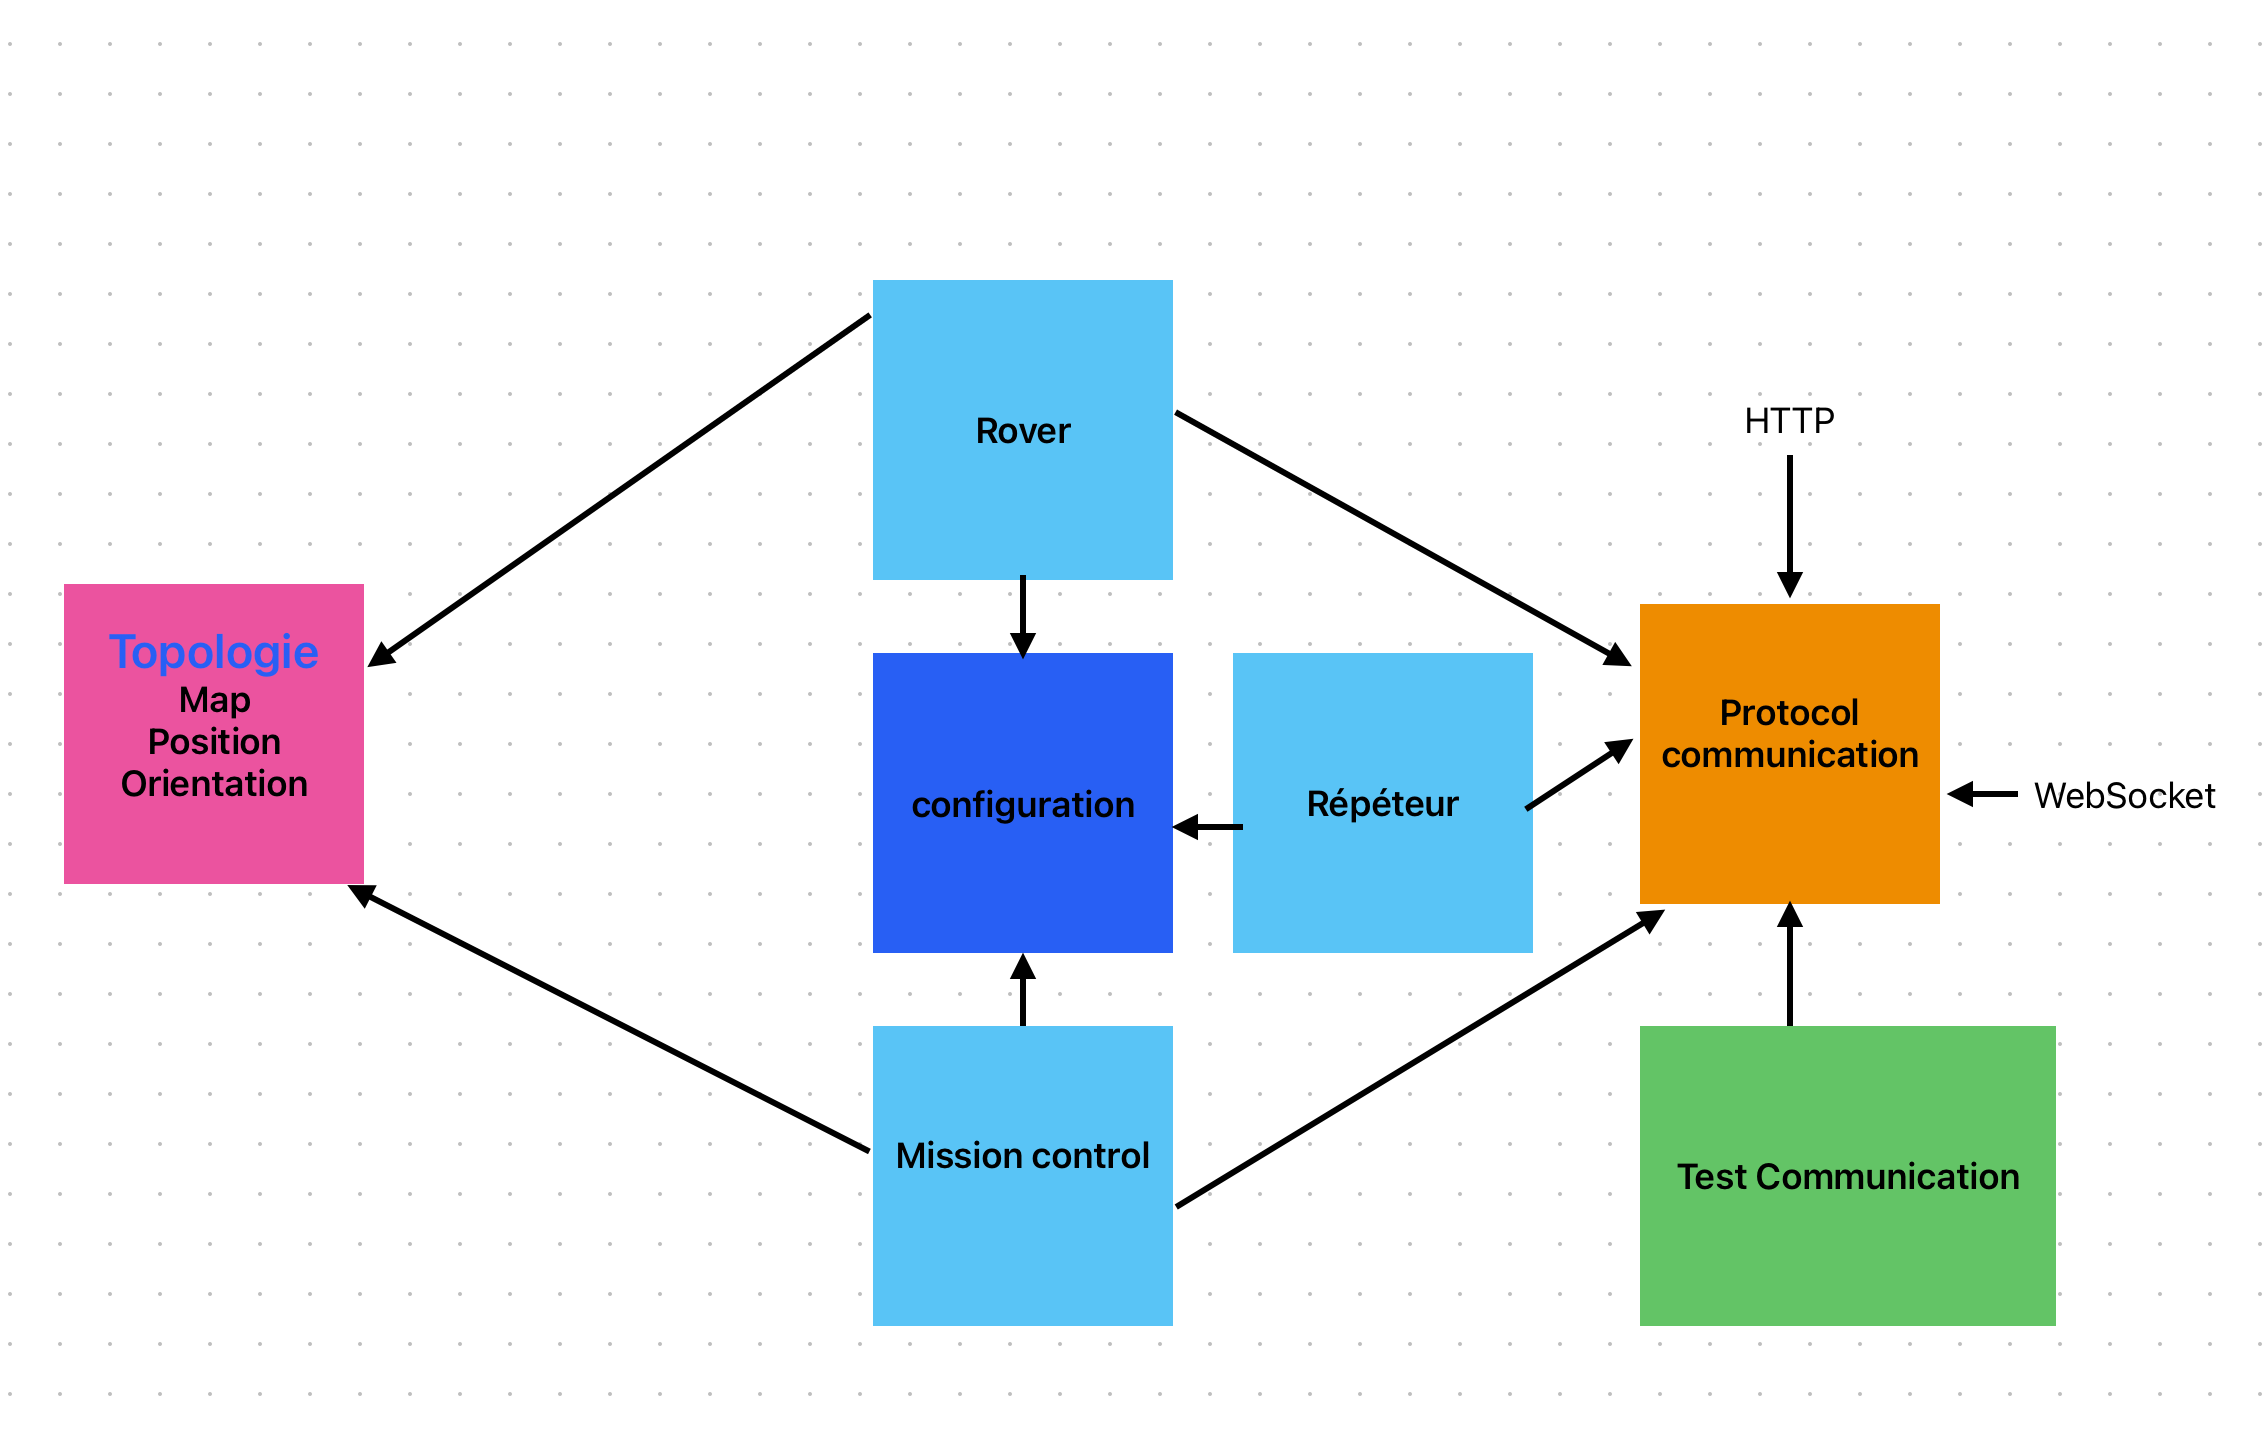 Rover
HTTP
Topologie
Map
Position
Orientation
configuration
Répéteur
Protocol
communication
WebSocket
Mission control
Test Communication